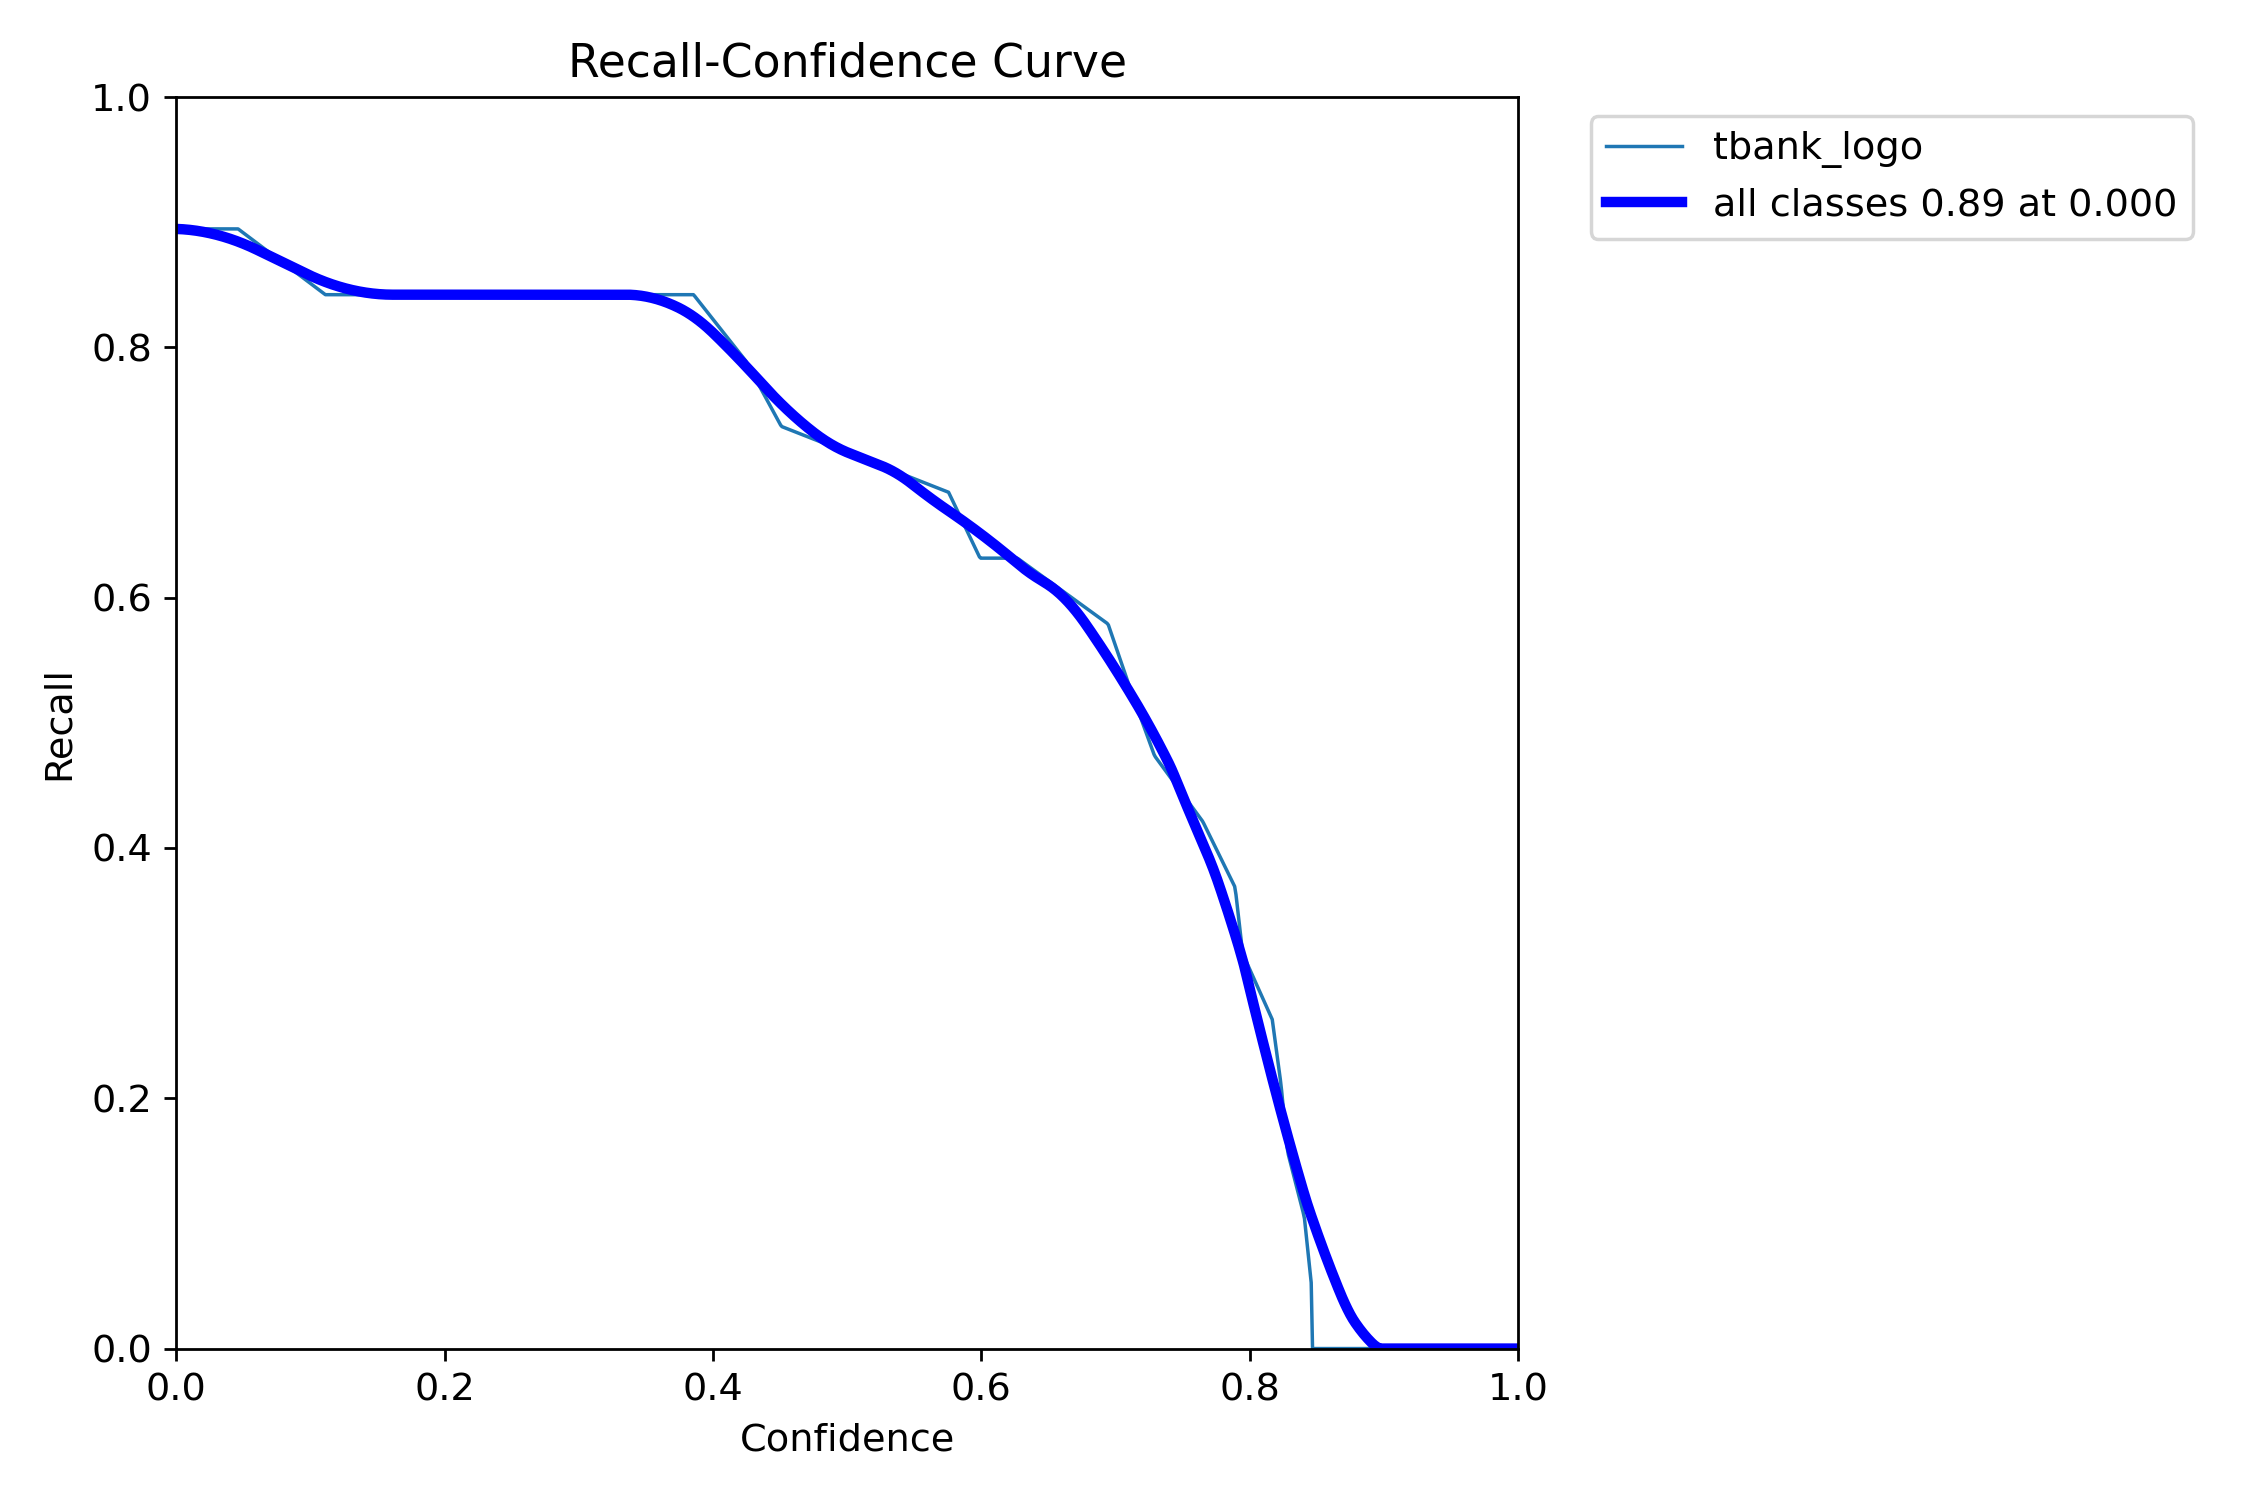 Recall-Confidence Curve
1.0
0.8
0.6
0.4
0.2
0.0
Recall
0.0 0.2 0.4 0.6 0.8 1.0
Confidence
tbank_logo
all classes 0.89 at 0.000